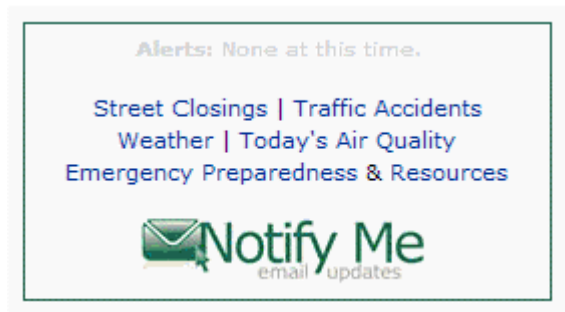 Alerts: None at this time.
Street Closings | Traffic Accidents
Weather | Today's Air Quality
Emergency Preparedness & Resources
Notify Me
email updates